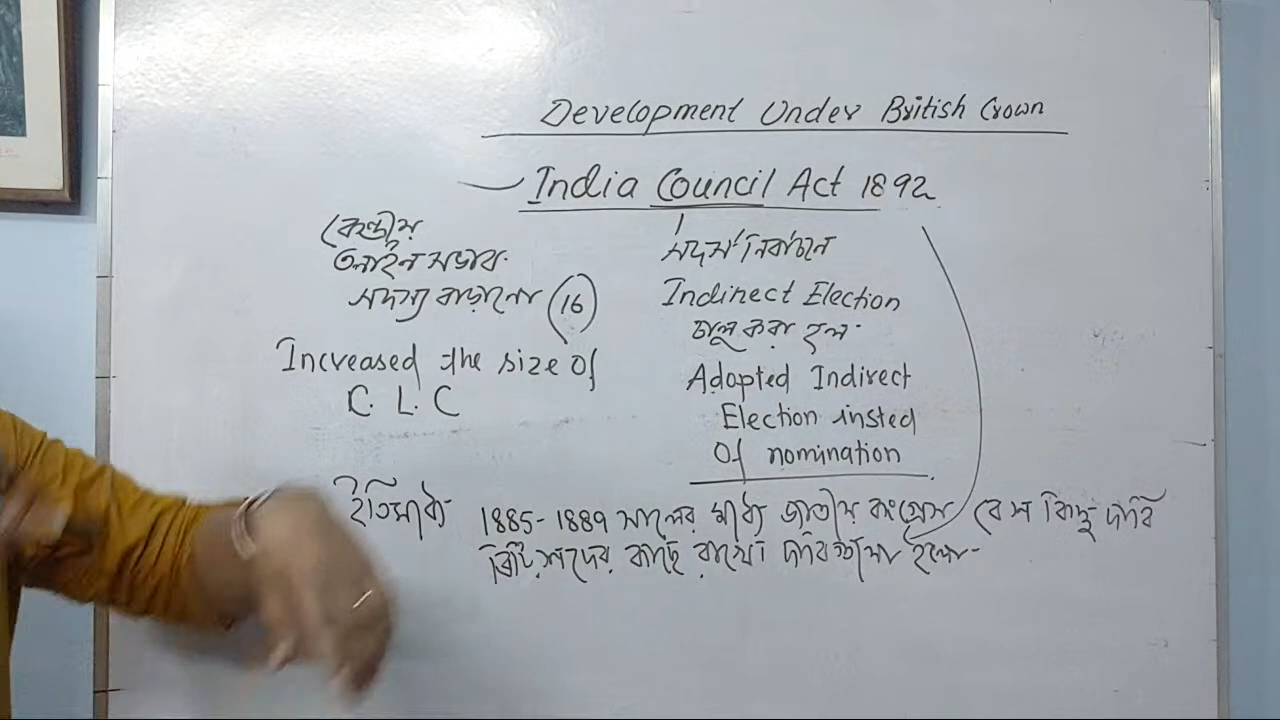 Development Under British Crown
India Council Act 1892
কেন্দ্রীয়
আইন সভার
সদস্য বাড়ানো 16
Increased the size of
C. L. C
সদস্য নির্বাচনে
Indirect Election
চালু করা হল
Adopted Indirect
Election insted
Of nomination
ইতিমধ্যে 1885-1889 সালের মধ্যে জাতীয় কংগ্রেস বেশ কিছু দাবি
ব্রিটিশদের কাছে রাখে। দাবিগুলো হলো-